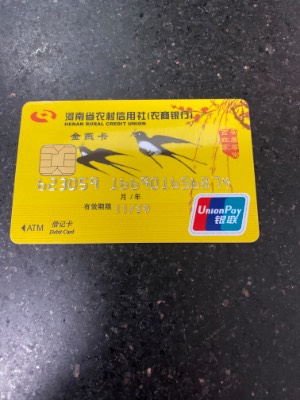 河南省农村信用社(农商银行)
HENAN RURAL CREDIT UNION
金燕卡
623059
月/年
有效期限
◀ATM 借记卡
Debit Card
UnionPay
银联